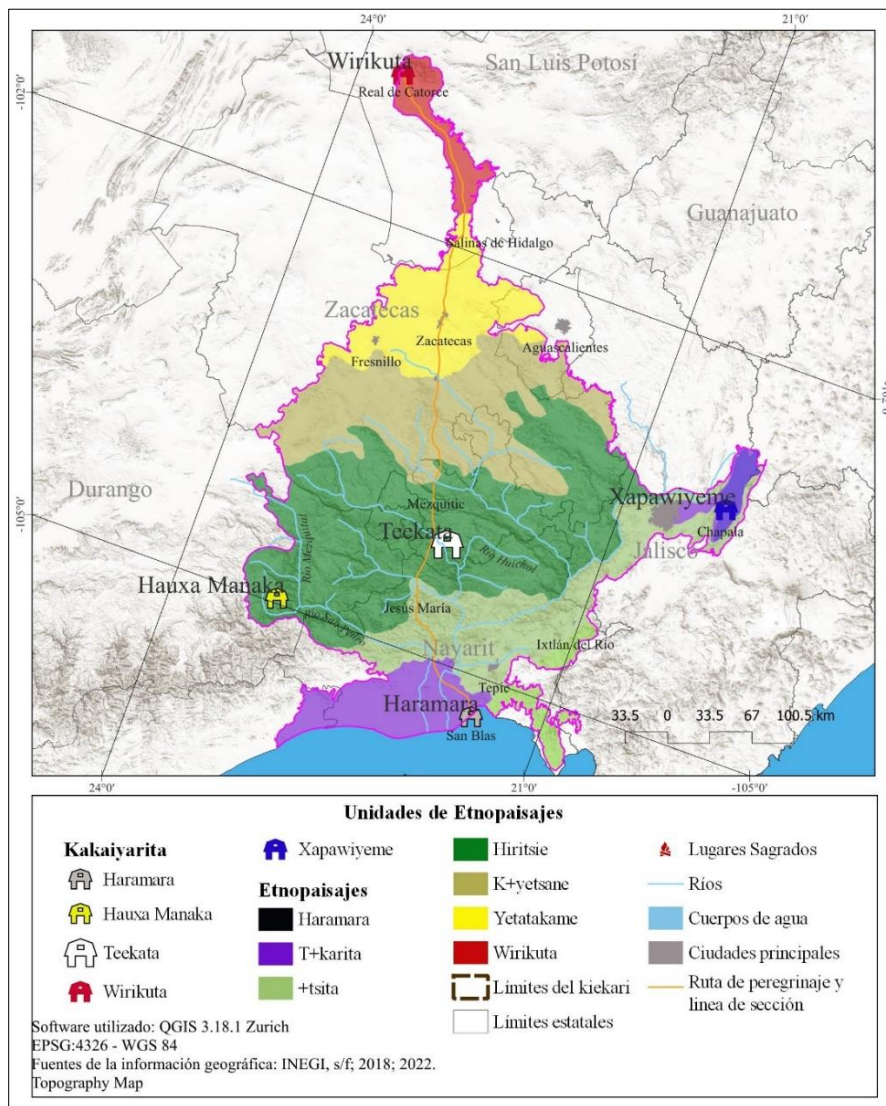 24°0'
21°0'
-102°0'
Wirikuta
San Luis Potosí
Real de Catorce
Guanajuato
Salinas de Hidalgo
Zacatecas
Zacatecas
Aguascalientes
Fresnillo
Durango
-105°0'
Xapawiyeme
Mezquitic
Chapala
Teekata
Río Mezquital
Río Huichol
Jalisco
Hauxa Manaka
Jesús María
Río San Pedro
Ixtlán del Río
Nayarit
Tepic
Haramara
San Blas
33.5 0 33.5 67 100.5 km
24°0'
21°0'
-105°0'
Unidades de Etnopaisajes
Kakaiyarita
Haramara
Hauxa Manaka
Teekata
Wirikuta
Xapawiyeme
Etnopaisajes
Haramara
T+karita
+tsita
Hiritsie
K+yetsane
Yetatakame
Wirikuta
Límites del kiekari
Límites estatales
Lugares Sagrados
Ríos
Cuerpos de agua
Ciudades principales
Ruta de peregrinaje y
linea de sección
Software utilizado: QGIS 3.18.1 Zurich
EPSG:4326 - WGS 84
Fuentes de la información geográfica: INEGI, s/f; 2018; 2022.
Topography Map